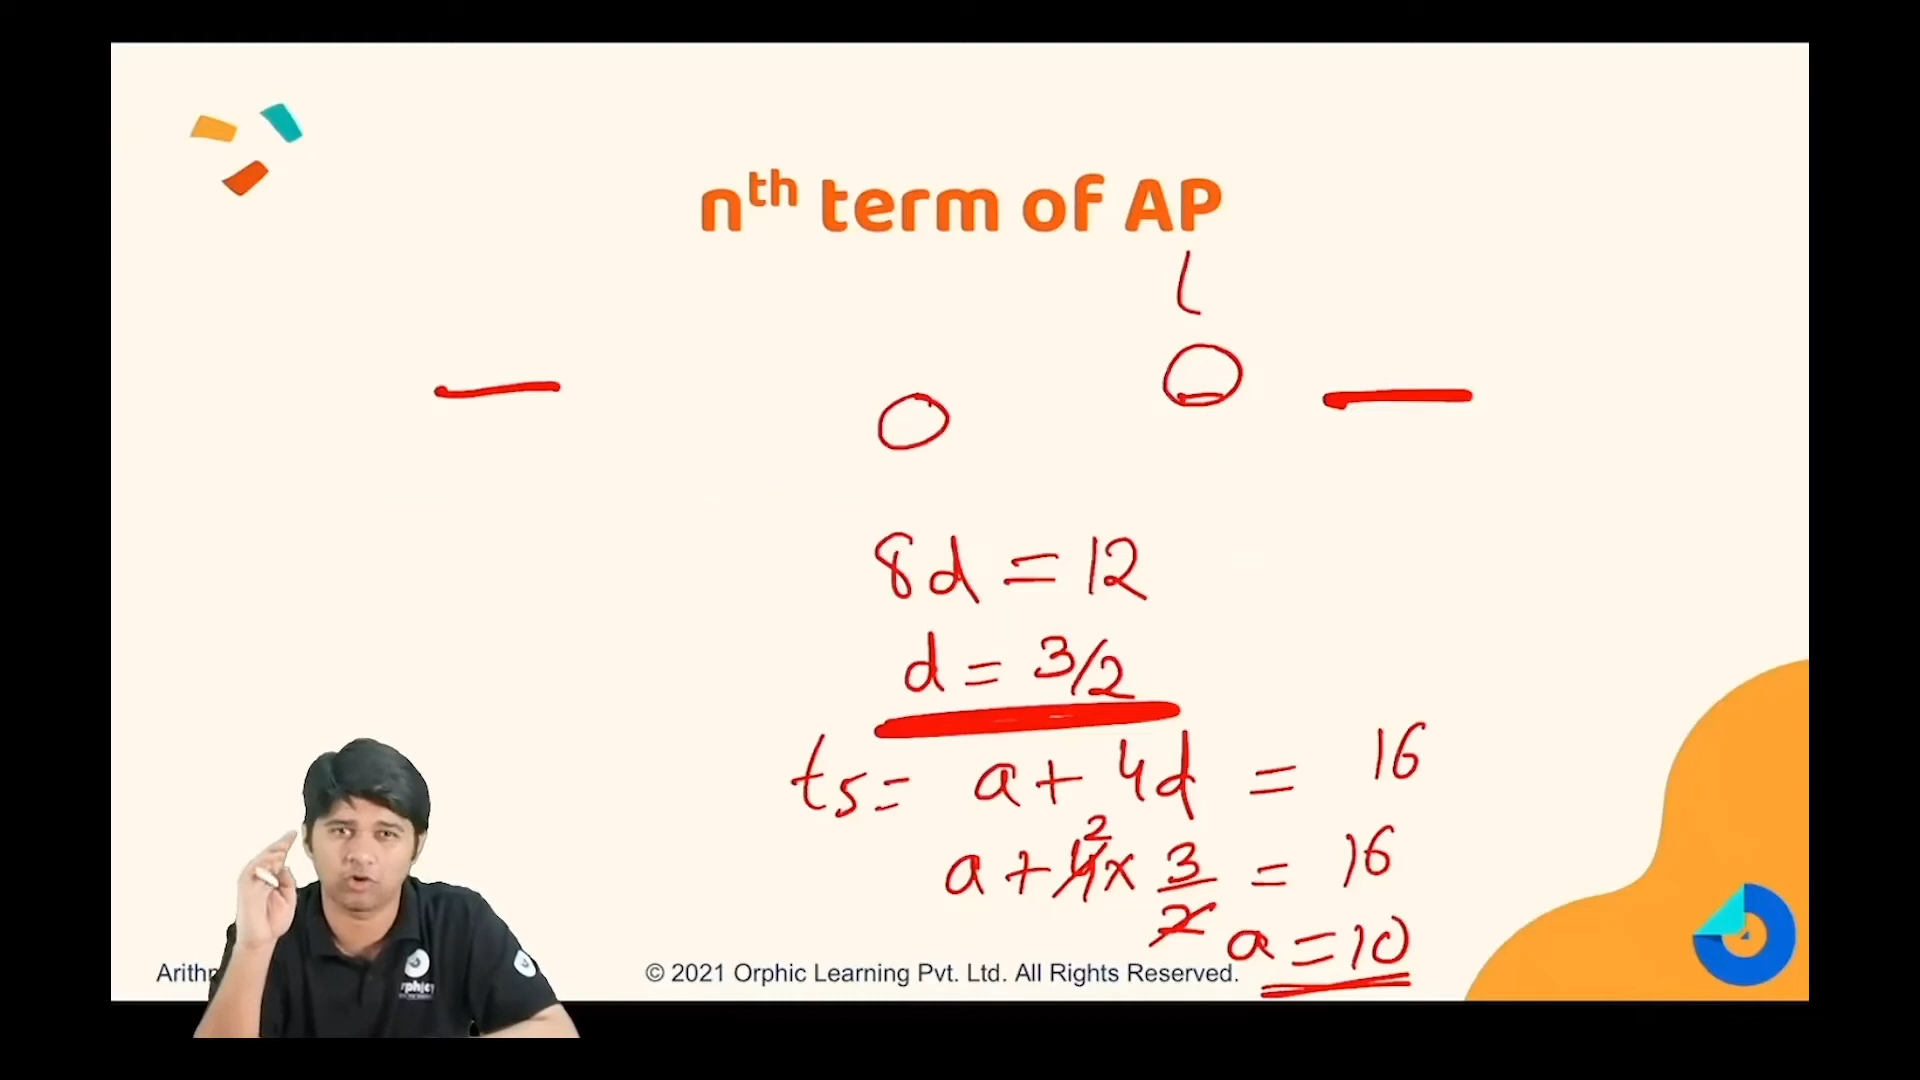 nth term of AP
8d = 12
d = 3/2
t5 = a + 4d = 16
a + 4 2 x 3/2 = 16
a = 10
© 2021 Orphic Learning Pvt. Ltd. All Rights Reserved.